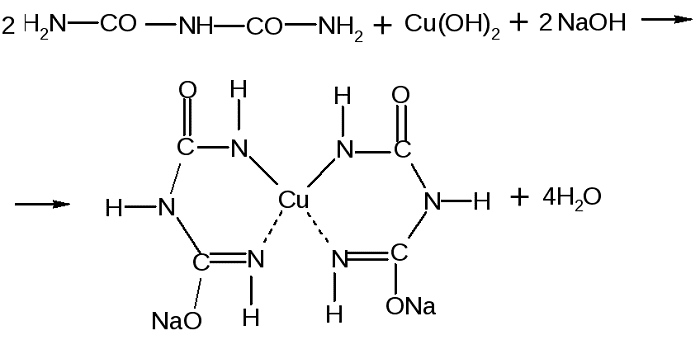 2 H₂N—CO—NH—CO—NH₂ + Cu(OH)₂ + 2 NaOH ⟶
O H H O
C N N C
⟶ H N Cu N H + 4H₂O
C N N C
NaO H H ONa